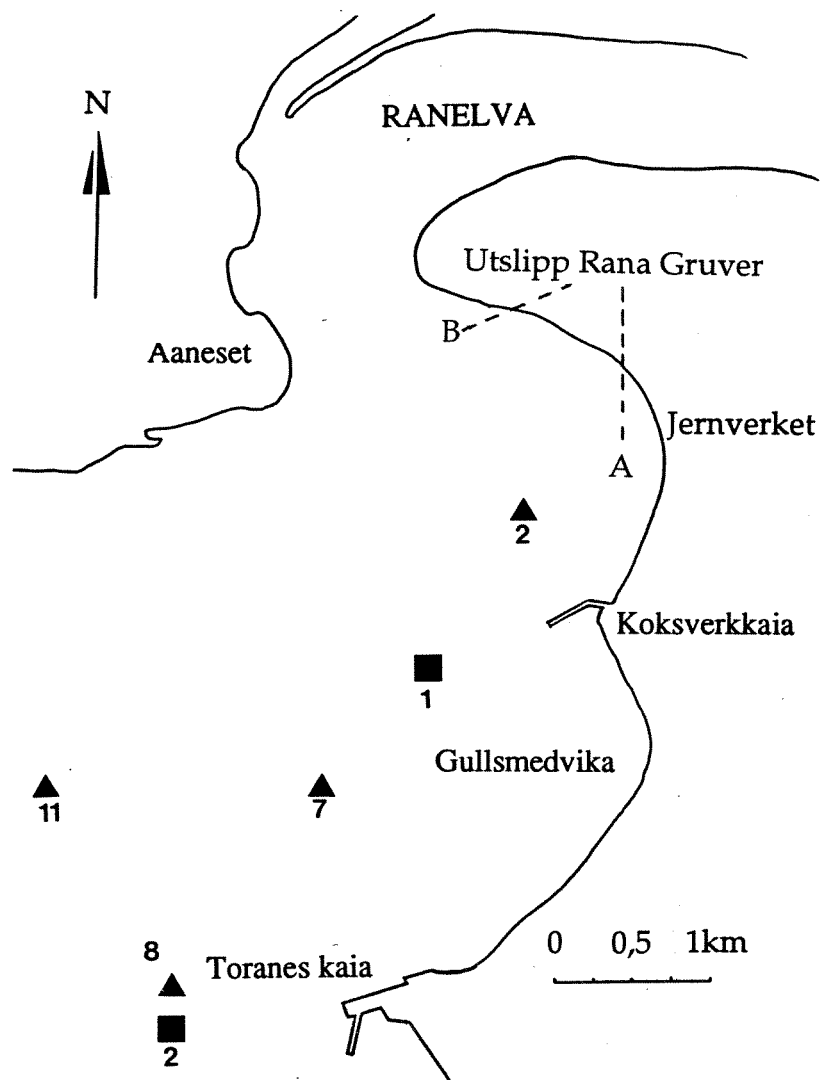 N
RANELVA
Utslipp Rana Gruver
B
Aaneset
Jernverket
A
2
Koksverkkaia
1
Gullsmedvika
11
7
0 0,5 1km
8
Toranes kaia
2